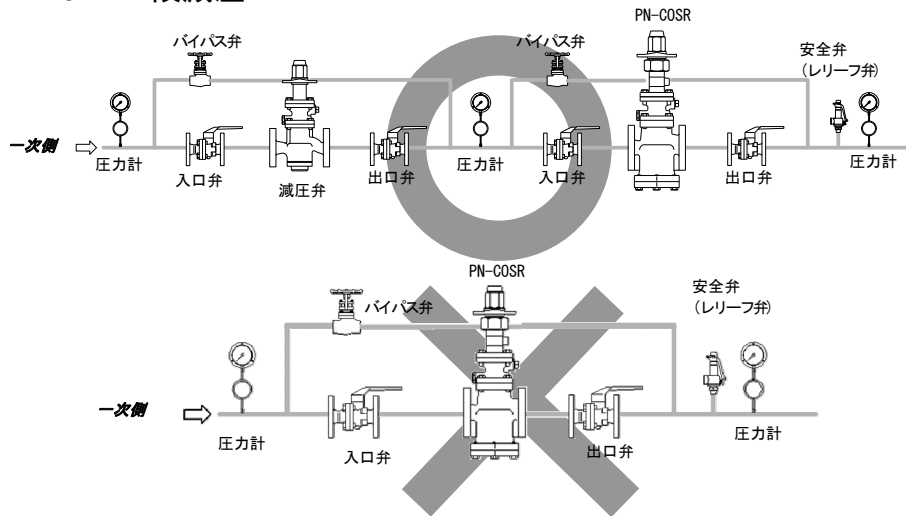 PN-COSR
バイパス弁
バイパス弁
安全弁
(レリーフ弁)
一次側
圧力計
入口弁
減圧弁
出口弁
圧力計
入口弁
出口弁
圧力計
PN-COSR
バイパス弁
安全弁
(レリーフ弁)
一次側
圧力計
入口弁
出口弁
圧力計